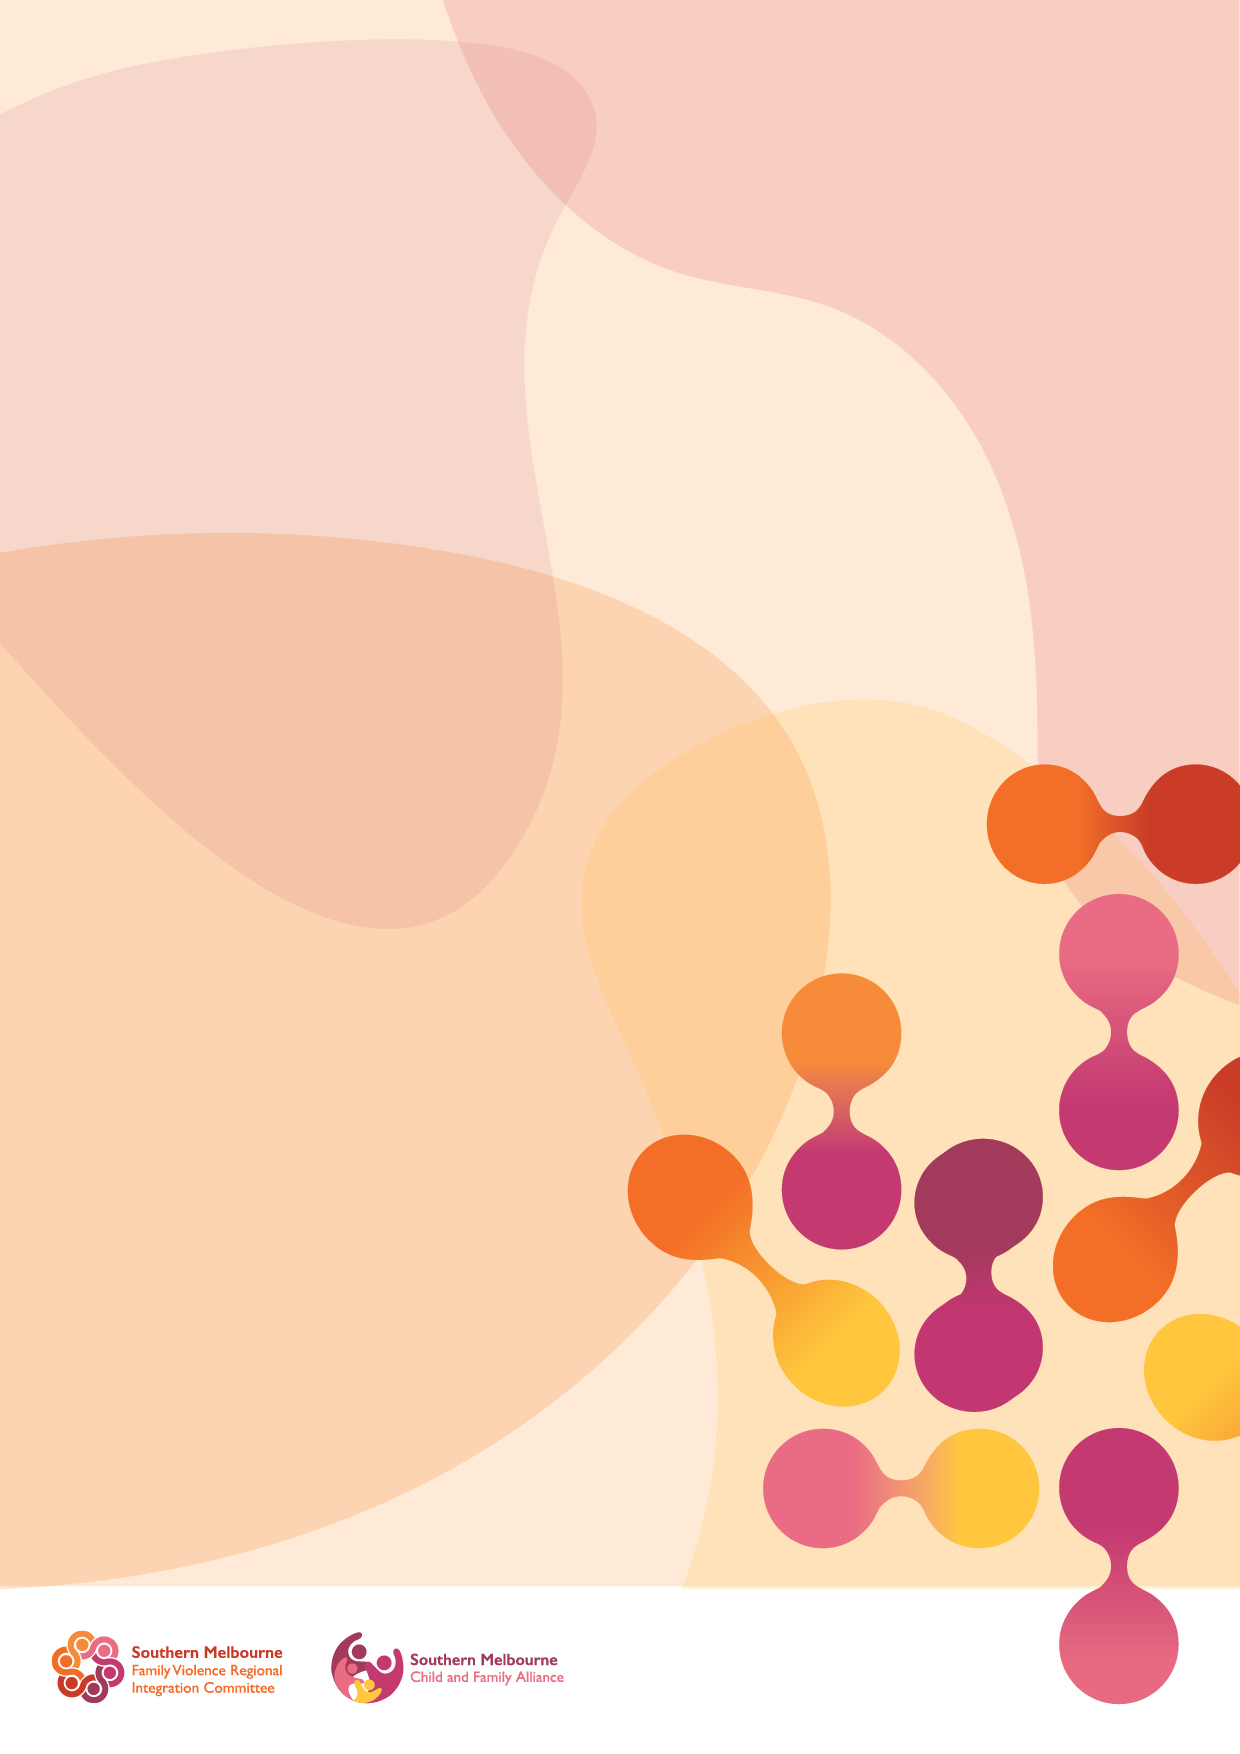 Southern Melbourne
Family Violence Regional
Integration Committee
Southern Melbourne
Child and Family Alliance